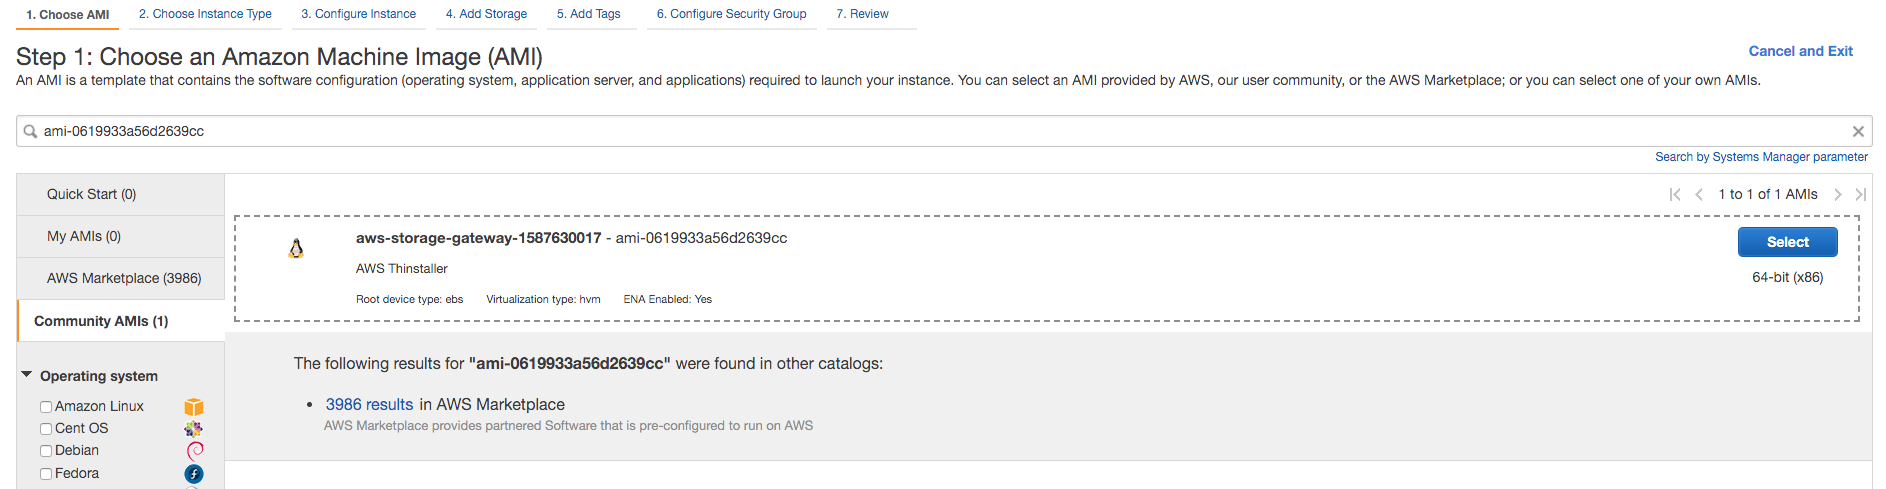 1. Choose AMI
2. Choose Instance Type
3. Configure Instance
4. Add Storage
5. Add Tags
6. Configure Security Group
7. Review
Step 1: Choose an Amazon Machine Image (AMI)
Cancel and Exit
An AMI is a template that contains the software configuration (operating system, application server, and applications) required to launch your instance. You can select an AMI provided by AWS, our user community, or the AWS Marketplace; or you can select one of your own AMIs.
ami-0619933a56d2639cc
Search by Systems Manager parameter
Quick Start (0)
My AMIs (0)
AWS Marketplace (3986)
Community AMIs (1)
Operating system
Amazon Linux
Cent OS
Debian
Fedora
1 to 1 of 1 AMIs
aws-storage-gateway-1587630017 - ami-0619933a56d2639cc
AWS Thinstaller
Root device type: ebs Virtualization type: hvm ENA Enabled: Yes
Select
64-bit (x86)
The following results for "ami-0619933a56d2639cc" were found in other catalogs:
• 3986 results in AWS Marketplace
AWS Marketplace provides partnered Software that is pre-configured to run on AWS